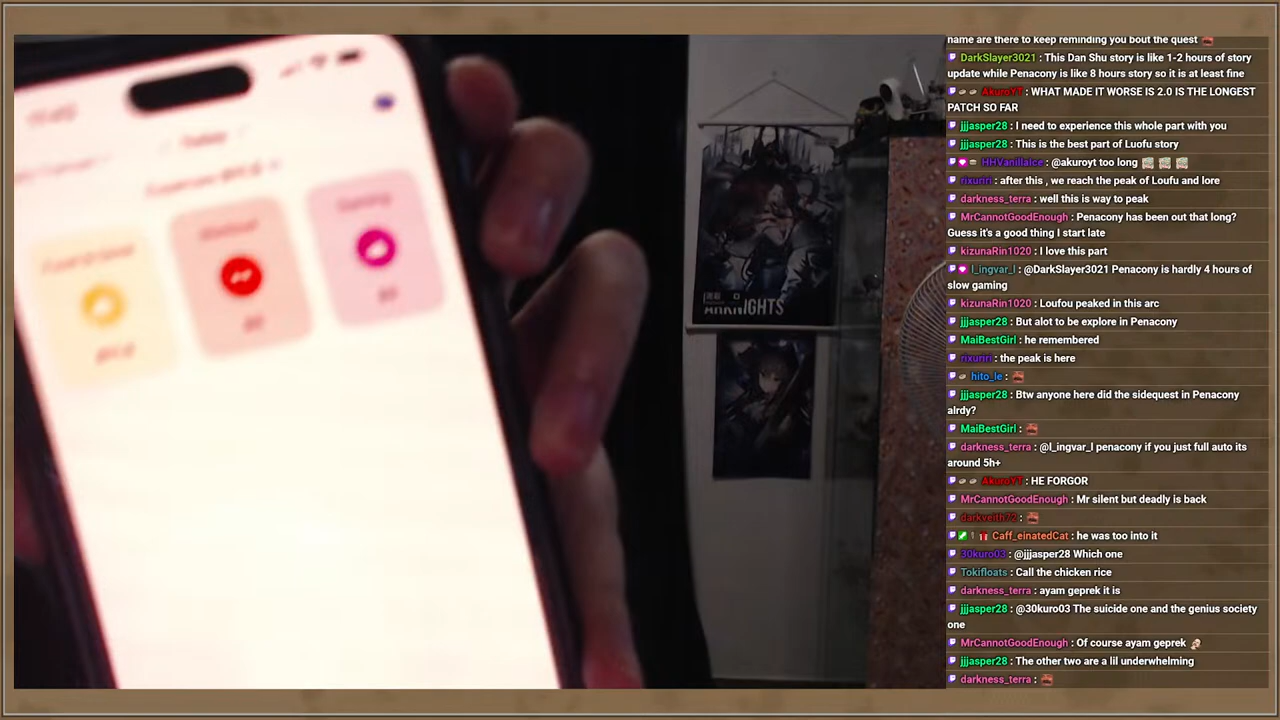 name are there to keep reminding you bout the quest
DarkSlayer3021 : This Dan Shu story is like 1-2 hours of story
update while Penacony is like 8 hours story so it is at least fine
AkuroYT : WHAT MADE IT WORSE IS 2.0 IS THE LONGEST
PATCH SO FAR
jjjasper28 : I need to experience this whole part with you
jjjasper28 : This is the best part of Luofu story
HHVanillaice : @akuroyt too long
rixuriri : after this , we reach the peak of Loufu and lore
darkness_terra : well this is way to peak
MrCannotGoodEnough : Penacony has been out that long?
Guess it's a good thing I start late
kizunaRin1020 : I love this part
l_ingvar_l : @DarkSlayer3021 Penacony is hardly 4 hours of
slow gaming
kizunaRin1020 : Loufou peaked in this arc
jjjasper28 : But alot to be explore in Penacony
MaiBestGirl : he remembered
rixuriri : the peak is here
hito_le :
jjjasper28 : Btw anyone here did the sidequest in Penacony
alrdy?
MaiBestGirl :
darkness_terra : @l_ingvar_l penacony if you just full auto its
around 5h+
AkuroYT : HE FORGOR
MrCannotGoodEnough : Mr silent but deadly is back
darkveith72 :
Caff_einatedCat : he was too into it
30kuro03 : @jjjasper28 Which one
Tokifloats : Call the chicken rice
darkness_terra : ayam geprek it is
jjjasper28 : @30kuro03 The suicide one and the genius society
one
MrCannotGoodEnough : Of course ayam geprek
jjjasper28 : The other two are a lil underwhelming
darkness_terra :
ARKNIGHTS